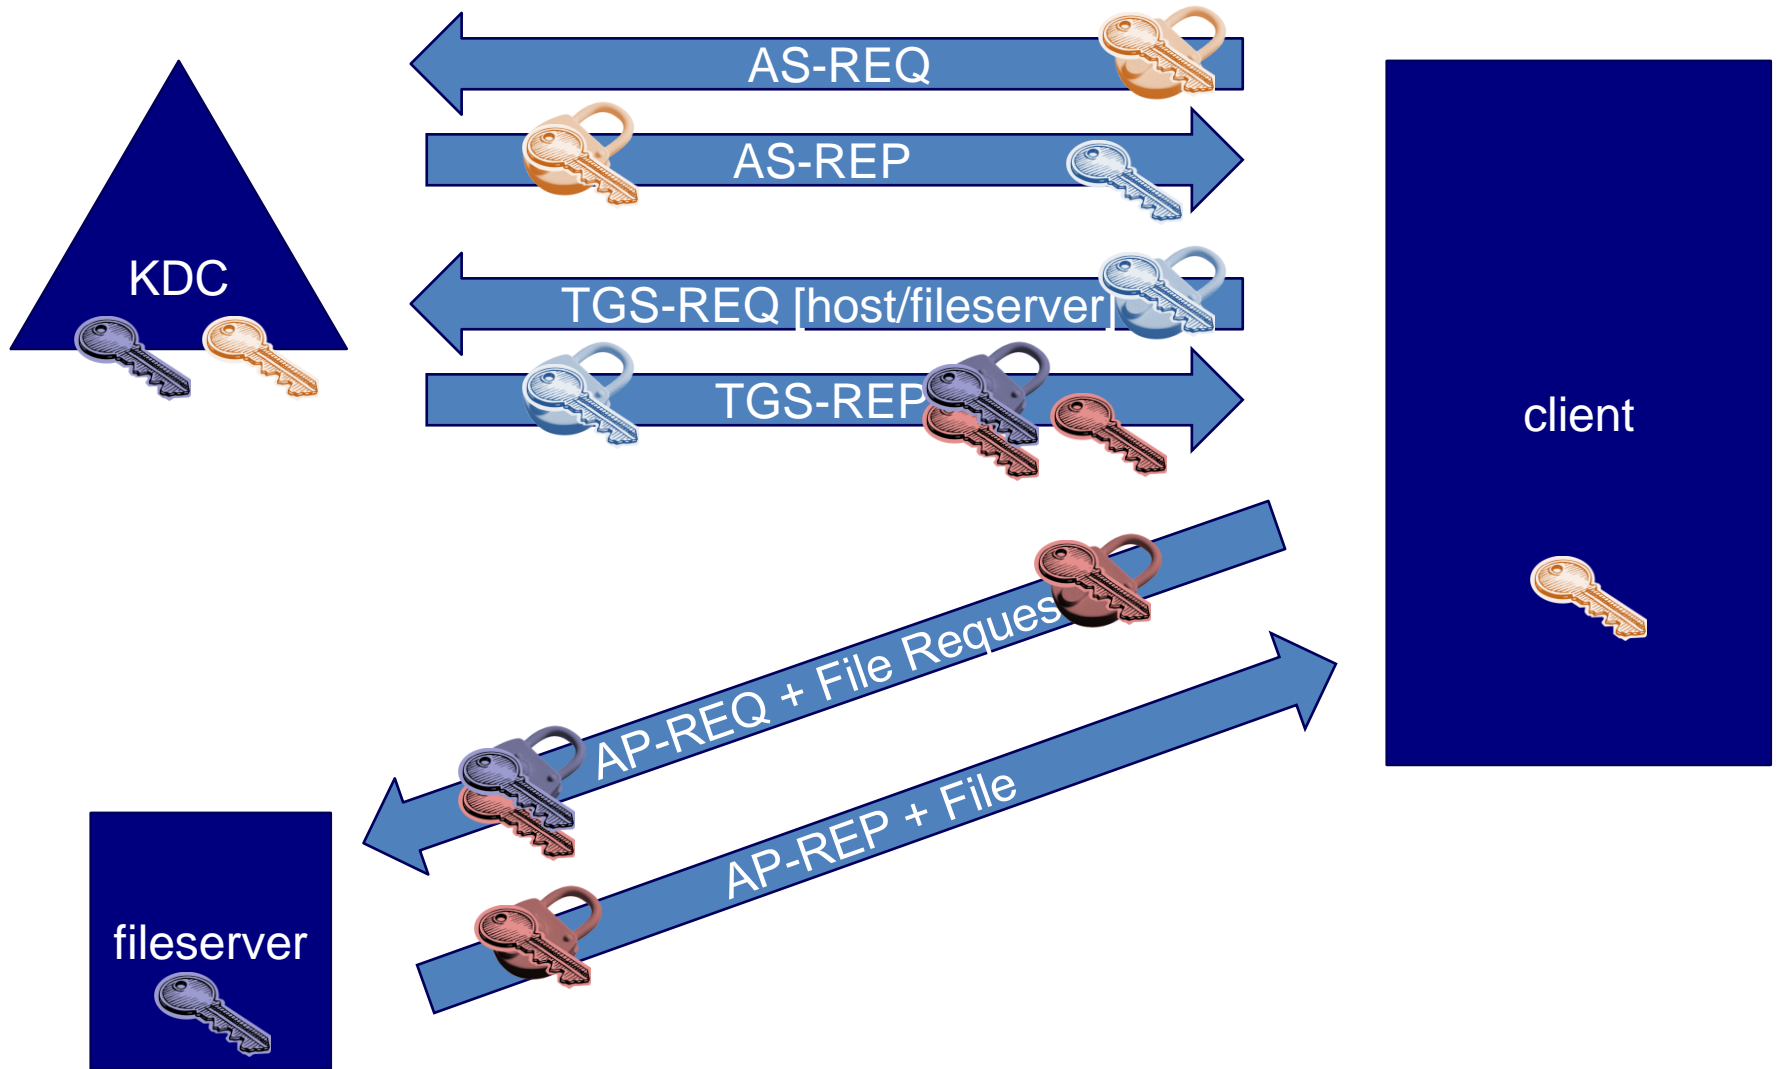 AS-REQ
AS-REP
KDC
TGS-REQ [host/fileserver]
TGS-REP
client
AP-REQ + File Reques
AP-REP + File
fileserver